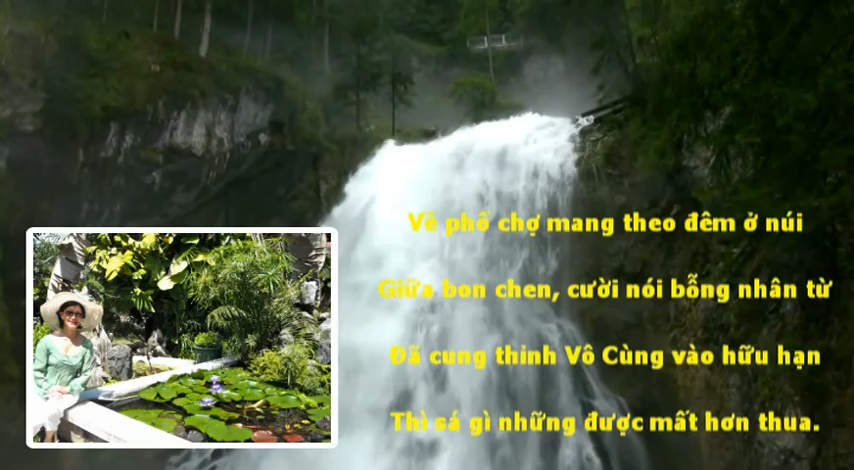 Về phố chợ mang theo đêm ở núi
Giữa bon chen, cười nói bỗng nhân từ
Đã cung thỉnh Vô Cùng vào hữu hạn
Thì sá gì những được mất hơn thua.